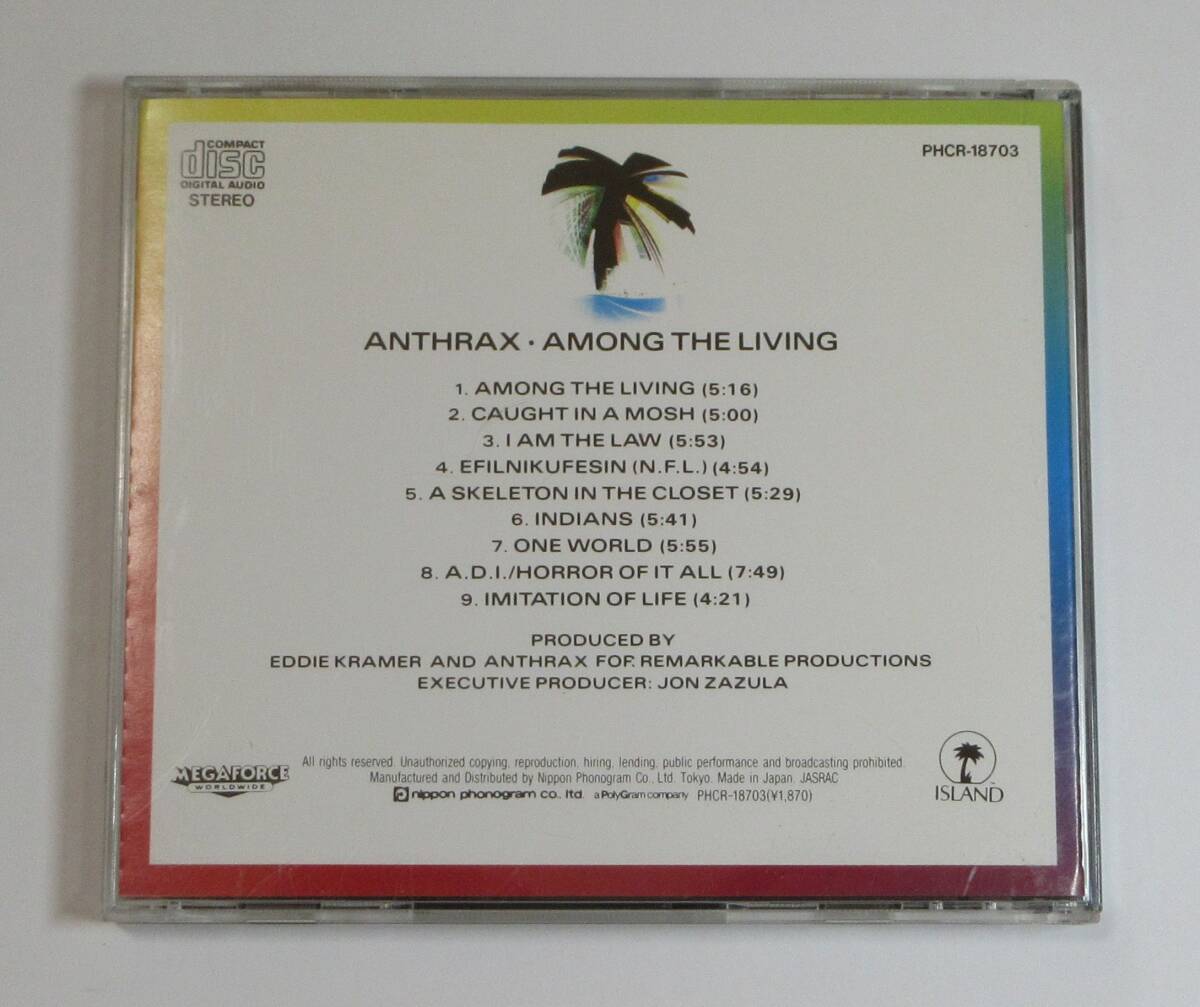 COMPACT
disc
DIGITAL AUDIO
STEREO
PHCR-18703
ANTHRAX · AMONG THE LIVING
1. AMONG THE LIVING (5:16)
2. CAUGHT IN A MOSH (5:00)
3. I AM THE LAW (5:53)
4. EFILNIKUFESIN (N.F.L.) (4:54)
5. A SKELETON IN THE CLOSET (5:29)
6. INDIANS (5:41)
7. ONE WORLD (5:55)
8. A.D.I./HORROR OF IT ALL (7:49)
9. IMITATION OF LIFE (4:21)
PRODUCED BY
EDDIE KRAMER AND ANTHRAX FOR REMARKABLE PRODUCTIONS
EXECUTIVE PRODUCER: JON ZAZULA
MEGAFORCE
WORLDWIDE
All rights reserved. Unauthorized copying, reproduction, hiring, lending, public performance and broadcasting prohibited.
Manufactured and Distributed by Nippon Phonogram Co., Ltd. Tokyo. Made in Japan. JASRAC
nippon phonogram co., ltd. a PolyGram company PHCR-18703(¥1,870)
ISLAND